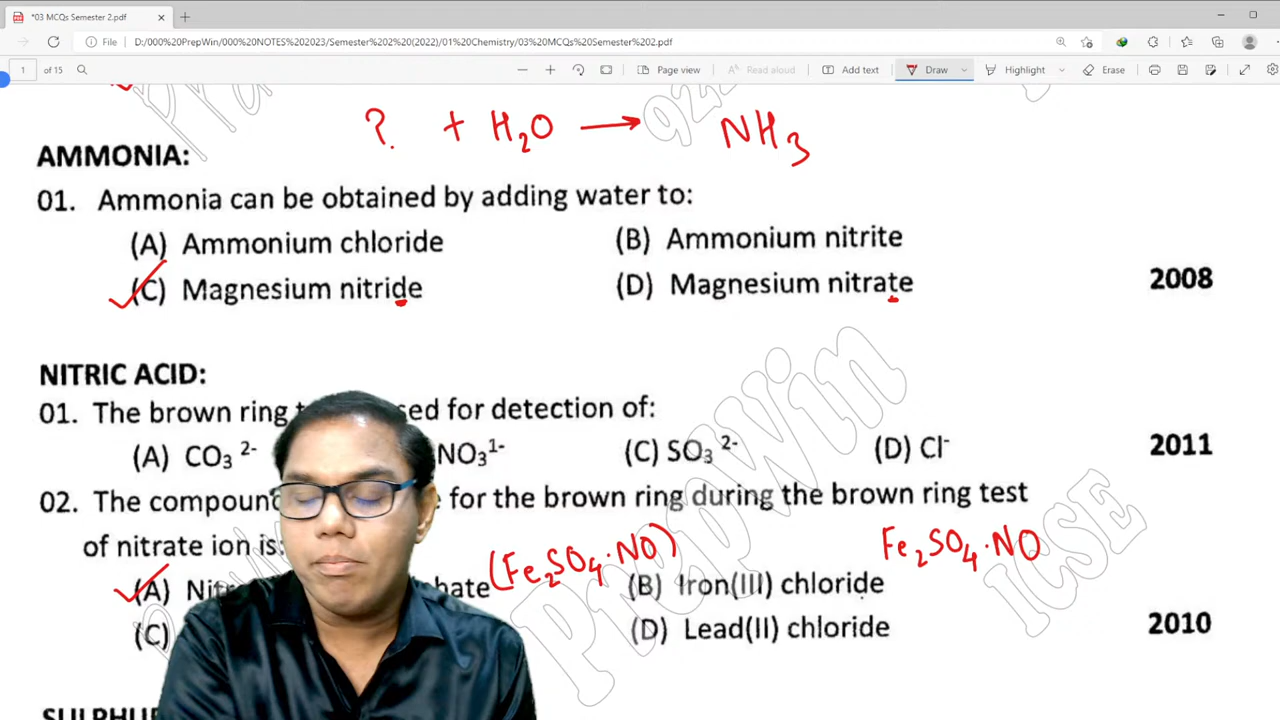 *03 MCQs Semester 2.pdf
File D:/000%20PrepWin/000%20NOTES%202023/Semester%202%20(2022)/01%20Chemistry/03%20MCQs%20Semester%202.pdf
1 of 15 Page view Read aloud Add text Draw Highlight Erase
? + H2O → NH3
AMMONIA:
01. Ammonia can be obtained by adding water to:
(A) Ammonium chloride (B) Ammonium nitrite
(C) Magnesium nitride (D) Magnesium nitrate 2008
NITRIC ACID:
01. The brown ring sed for detection of:
(A) CO3 2- NO3 1- (C) SO3 2- (D) Cl- 2011
02. The compound e for the brown ring during the brown ring test
of nitrate ion is:
(Fe2SO4·NO) Fe2SO4·NO
(A) Nitro hate (B) Iron(III) chloride
(C) (D) Lead(II) chloride 2010
SULPHUR
PrepWin
ICSE